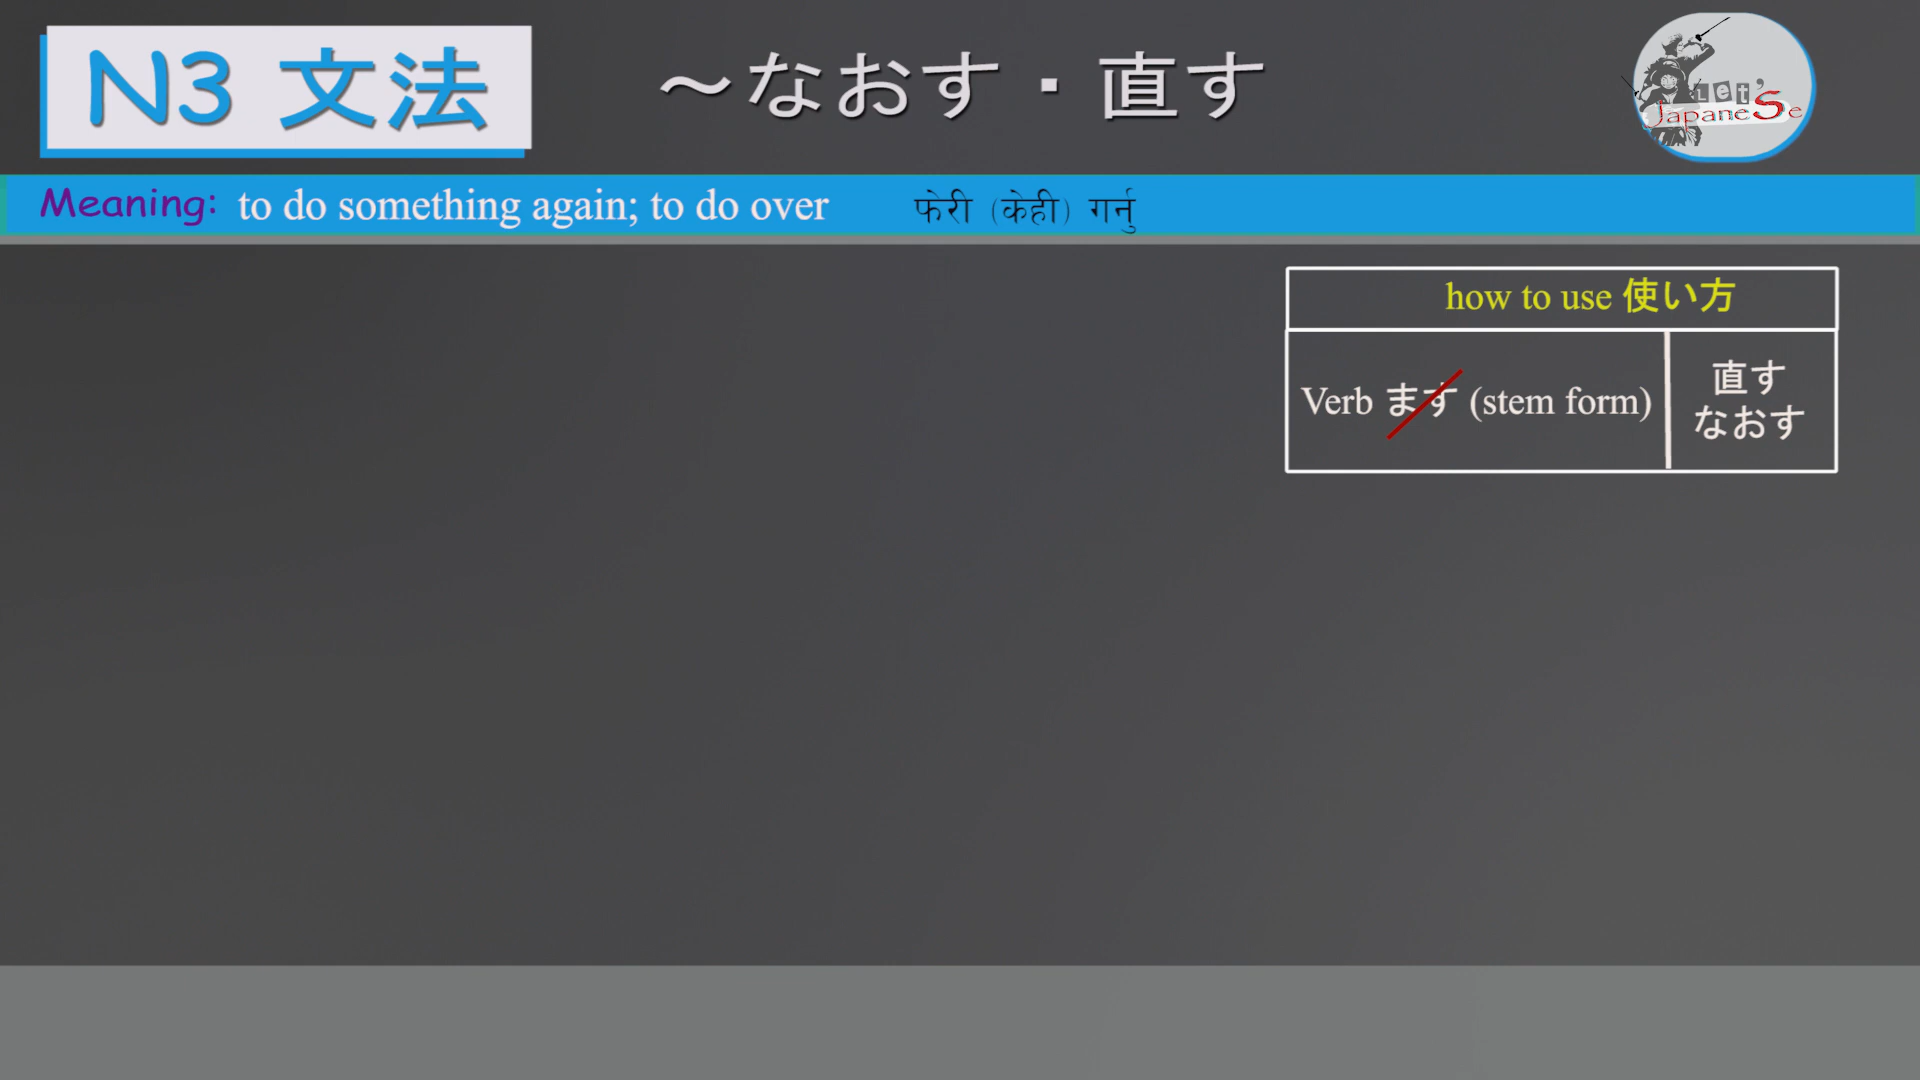 N3 文法
～なおす・直す
Let's
JapaneSe
Meaning: to do something again; to do over फेरी (केही) गर्नु
how to use 使い方
Verb ます (stem form)
直す
なおす